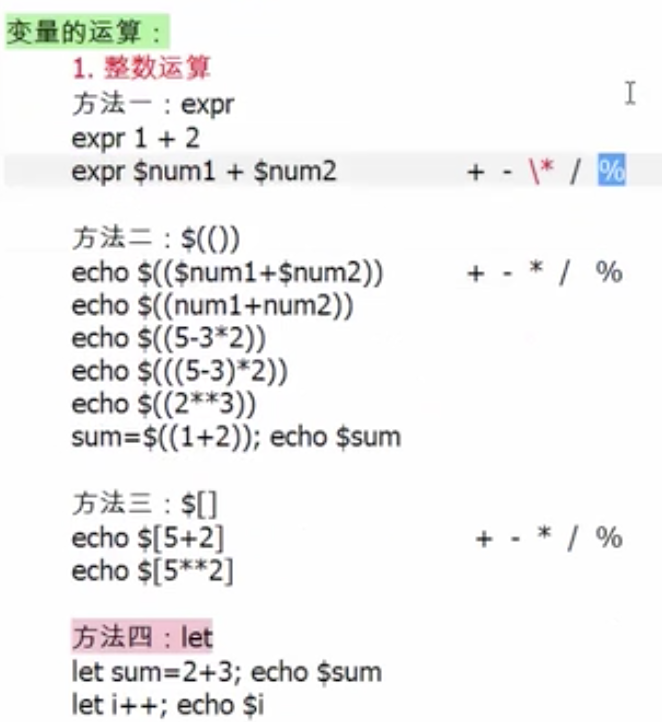 变量的运算：
1. 整数运算
方法一：expr
expr 1 + 2
expr $num1 + $num2 + - \* / %
方法二：$(())
echo $(($num1+$num2)) + - * / %
echo $((num1+num2))
echo $((5-3*2))
echo $(((5-3)*2))
echo $((2**3))
sum=$((1+2)); echo $sum
方法三：$[]
echo $[5+2] + - * / %
echo $[5**2]
方法四：let
let sum=2+3; echo $sum
let i++; echo $i